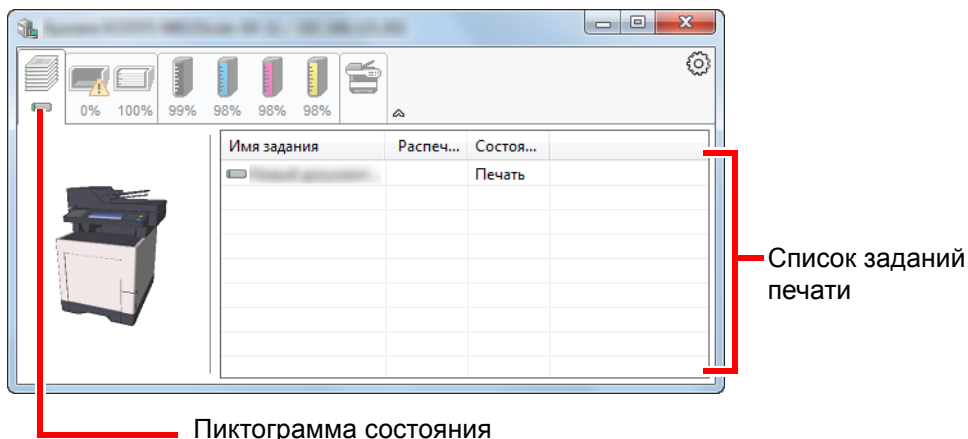 0% 100% 99% 98% 98% 98%
Имя задания Распеч... Состоя...
Печать
Список заданий
печати
Пиктограмма состояния